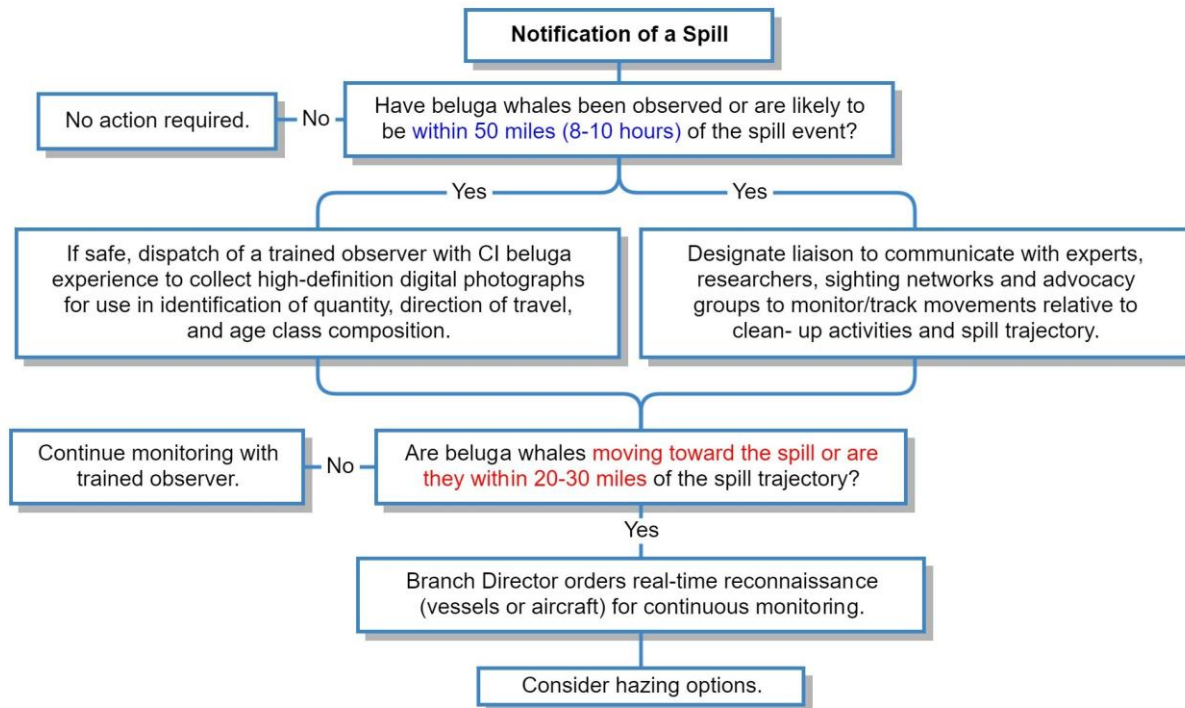 Notification of a Spill
Have beluga whales been observed or are likely to
be within 50 miles (8-10 hours) of the spill event?
No
No action required.
Yes
Yes
If safe, dispatch of a trained observer with CI beluga
experience to collect high-definition digital photographs
for use in identification of quantity, direction of travel,
and age class composition.
Designate liaison to communicate with experts,
researchers, sighting networks and advocacy
groups to monitor/track movements relative to
clean- up activities and spill trajectory.
Are beluga whales moving toward the spill or are
they within 20-30 miles of the spill trajectory?
No
Continue monitoring with
trained observer.
Yes
Branch Director orders real-time reconnaissance
(vessels or aircraft) for continuous monitoring.
Consider hazing options.